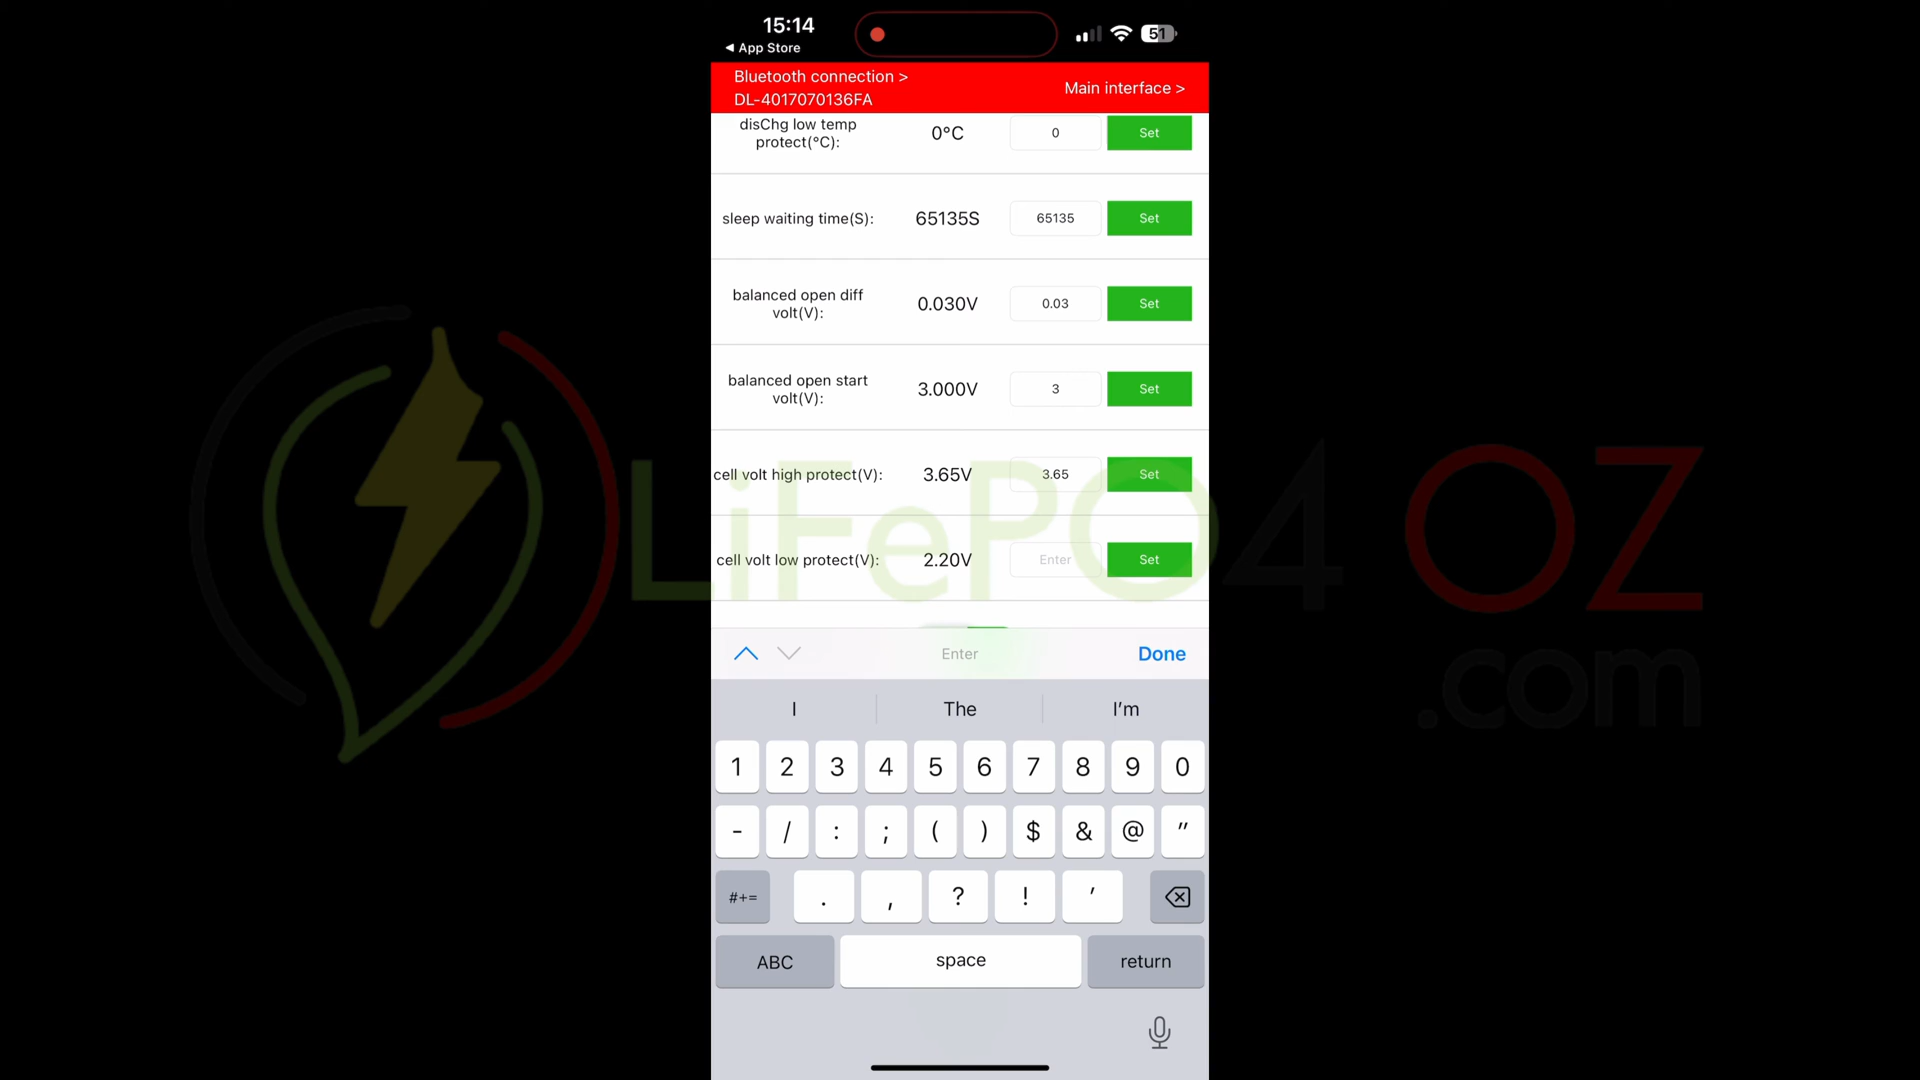 15:14
App Store
51
Bluetooth connection >
DL-4017070136FA
Main interface >
disChg low temp
protect(°C):
0°C
0
Set
sleep waiting time(S):
65135S
65135
Set
balanced open diff
volt(V):
0.030V
0.03
Set
balanced open start
volt(V):
3.000V
3
Set
cell volt high protect(V):
3.65V
3.65
Set
cell volt low protect(V):
2.20V
Enter
Set
LiFePO4 OZ
.com
Enter
Done
I
The
I'm
1 2 3 4 5 6 7 8 9 0
- / : ; ( ) $ & @ "
#+= . , ? ! '
ABC
space
return